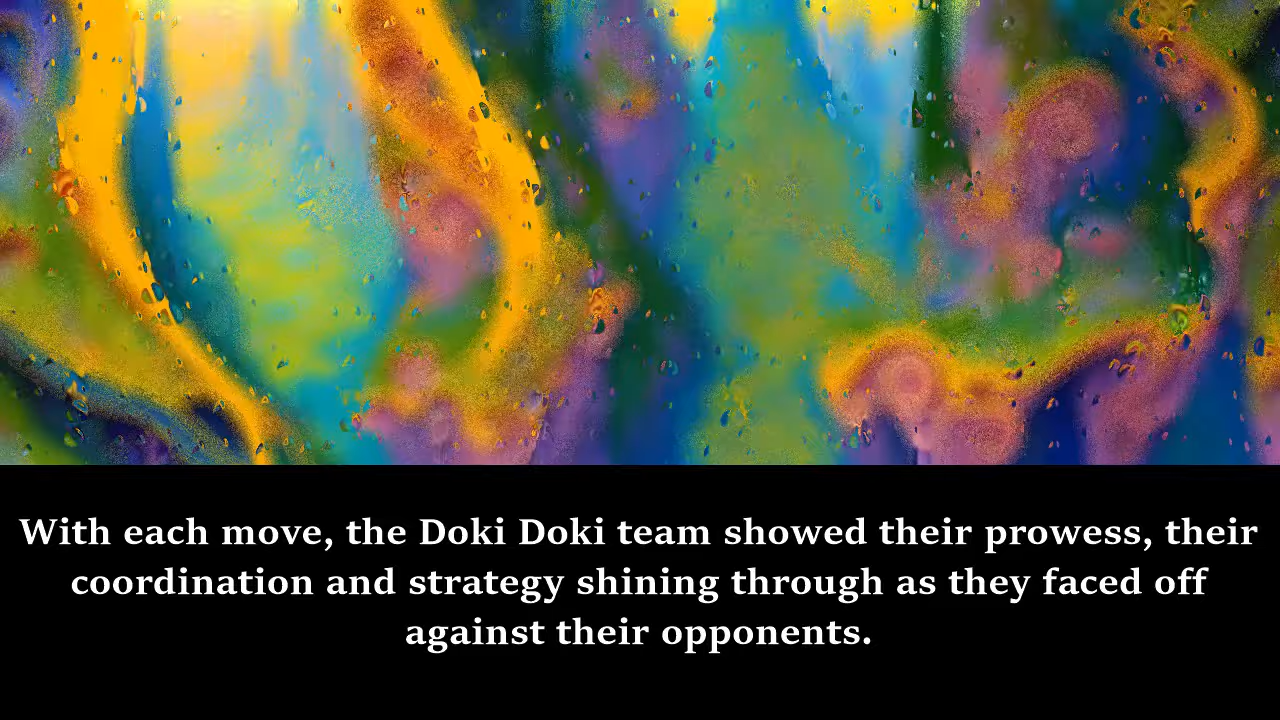 With each move, the Doki Doki team showed their prowess, their
coordination and strategy shining through as they faced off
against their opponents.